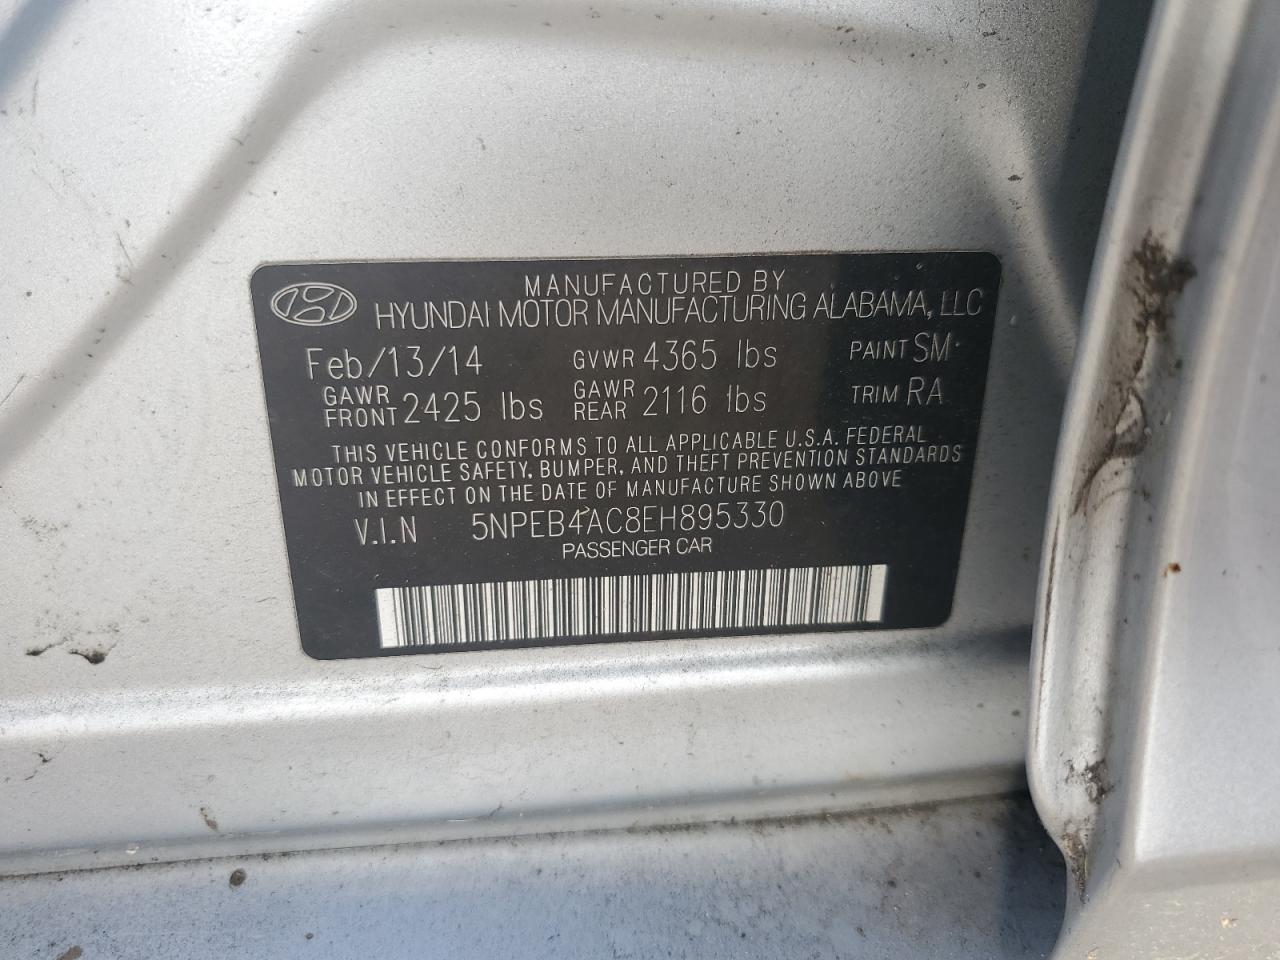 MANUFACTURED BY
HYUNDAI MOTOR MANUFACTURING ALABAMA, LLC
Feb/13/14 GVWR 4365 lbs PAINT SM
GAWR FRONT 2425 lbs GAWR REAR 2116 lbs TRIM RA
THIS VEHICLE CONFORMS TO ALL APPLICABLE U.S.A. FEDERAL
MOTOR VEHICLE SAFETY, BUMPER, AND THEFT PREVENTION STANDARDS
IN EFFECT ON THE DATE OF MANUFACTURE SHOWN ABOVE
V.I.N 5NPEB4AC8EH895330
PASSENGER CAR